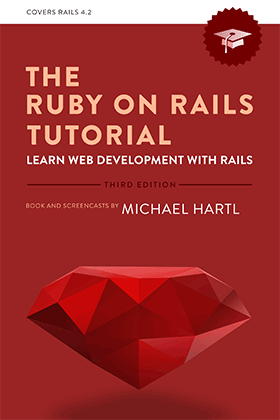 COVERS RAILS 4.2
THE
RUBY ON RAILS
TUTORIAL
LEARN WEB DEVELOPMENT WITH RAILS
THIRD EDITION
BOOK AND SCREENCASTS BY MICHAEL HARTL